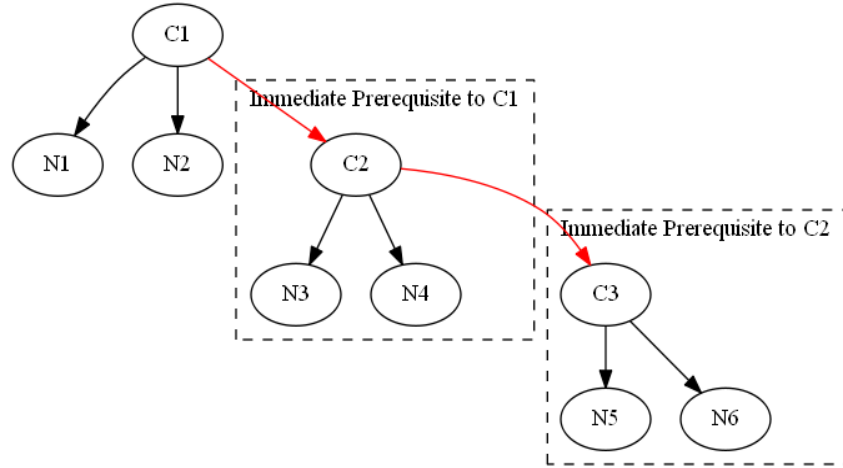 C1
Immediate Prerequisite to C1
N1
N2
C2
Immediate Prerequisite to C2
N3
N4
C3
N5
N6